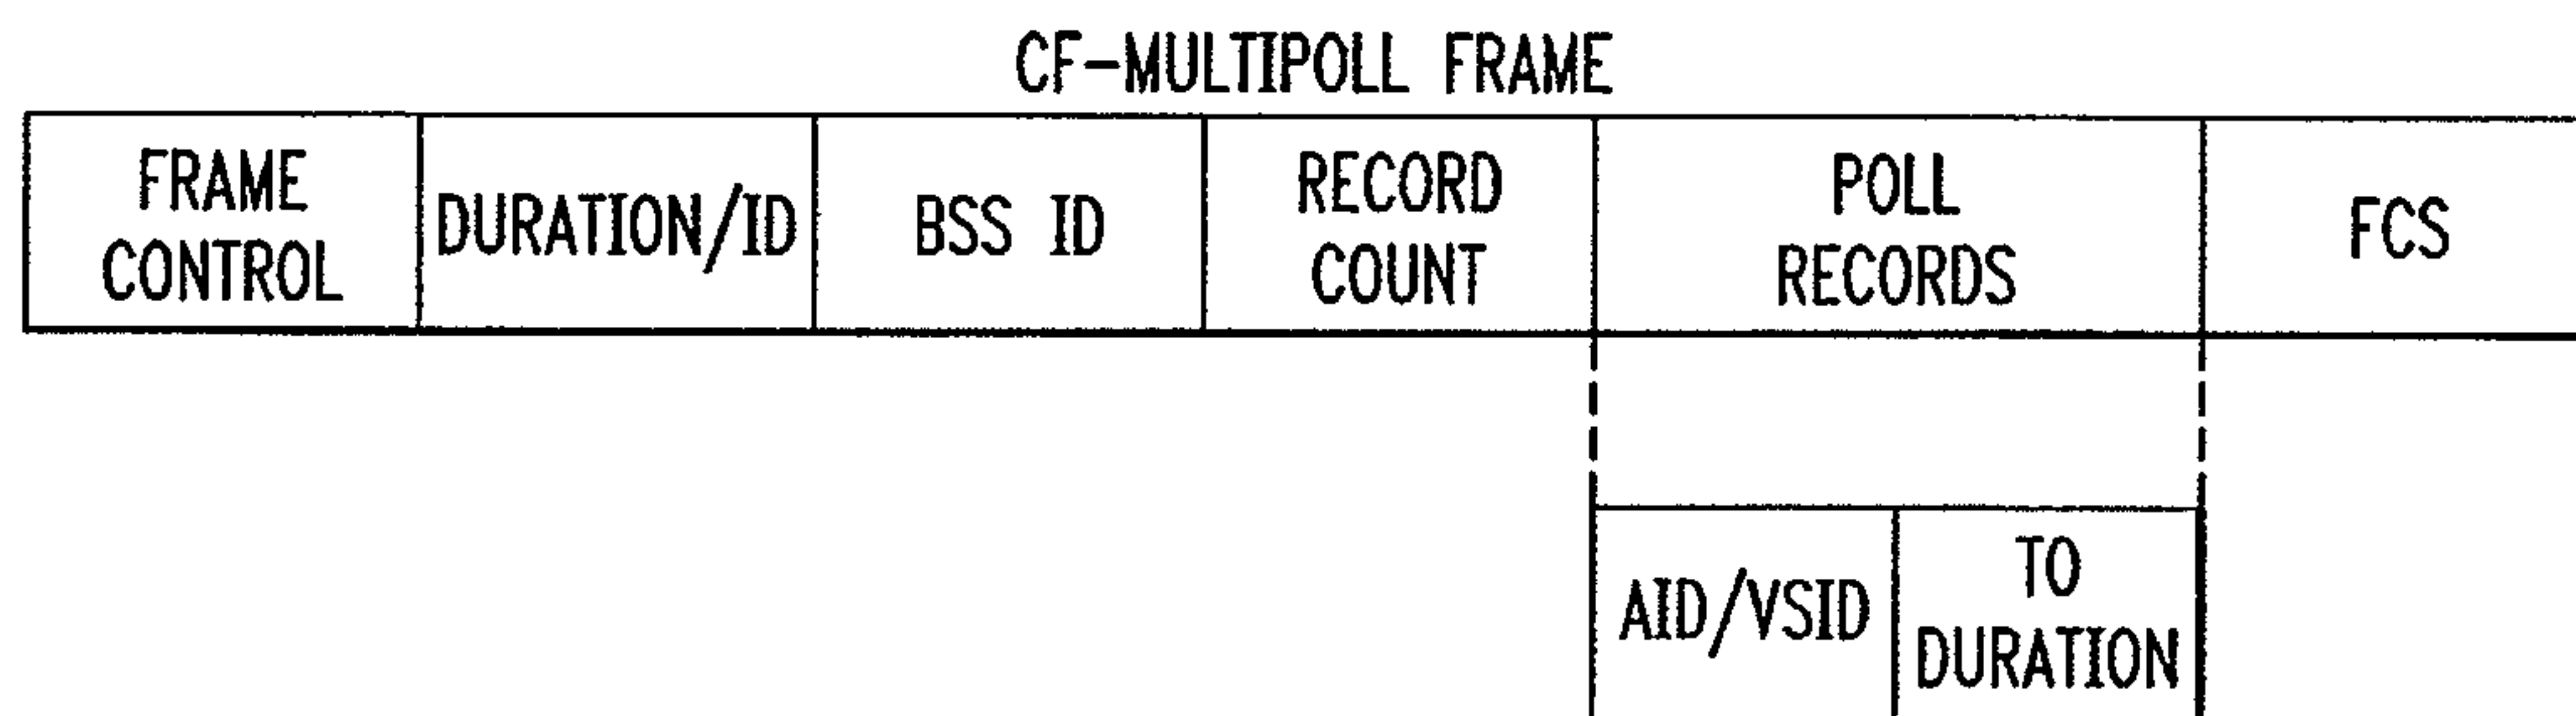 CF-MULTIPOLL FRAME
FRAME
CONTROL
DURATION/ID
BSS ID
RECORD
COUNT
POLL
RECORDS
FCS
AID/VSID
TO
DURATION